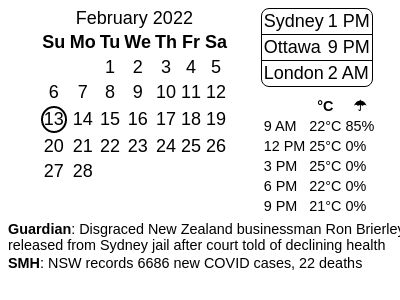 February 2022
Su Mo Tu We Th Fr Sa
1 2 3 4 5
6 7 8 9 10 11 12
13 14 15 16 17 18 19
20 21 22 23 24 25 26
27 28
Sydney 1 PM
Ottawa 9 PM
London 2 AM
°C ☂
9 AM 22°C 85%
12 PM 25°C 0%
3 PM 25°C 0%
6 PM 22°C 0%
9 PM 21°C 0%
Guardian: Disgraced New Zealand businessman Ron Brierley
released from Sydney jail after court told of declining health
SMH: NSW records 6686 new COVID cases, 22 deaths